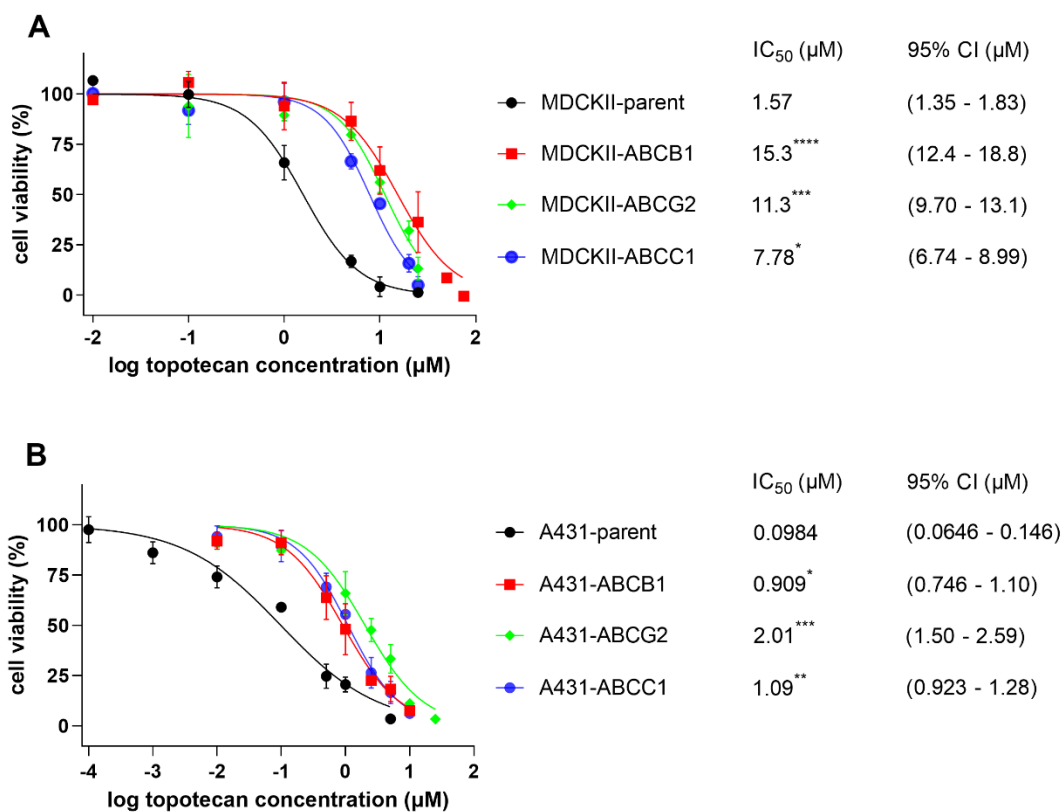 A
IC50 (µM) 95% CI (µM)
MDCKII-parent 1.57 (1.35 - 1.83)
MDCKII-ABCB1 15.3**** (12.4 - 18.8)
MDCKII-ABCG2 11.3*** (9.70 - 13.1)
MDCKII-ABCC1 7.78* (6.74 - 8.99)
cell viability (%)
100
75
50
25
0
-2 -1 0 1 2
log topotecan concentration (µM)
B
IC50 (µM) 95% CI (µM)
A431-parent 0.0984 (0.0646 - 0.146)
A431-ABCB1 0.909* (0.746 - 1.10)
A431-ABCG2 2.01*** (1.50 - 2.59)
A431-ABCC1 1.09** (0.923 - 1.28)
cell viability (%)
100
75
50
25
0
-4 -3 -2 -1 0 1 2
log topotecan concentration (µM)